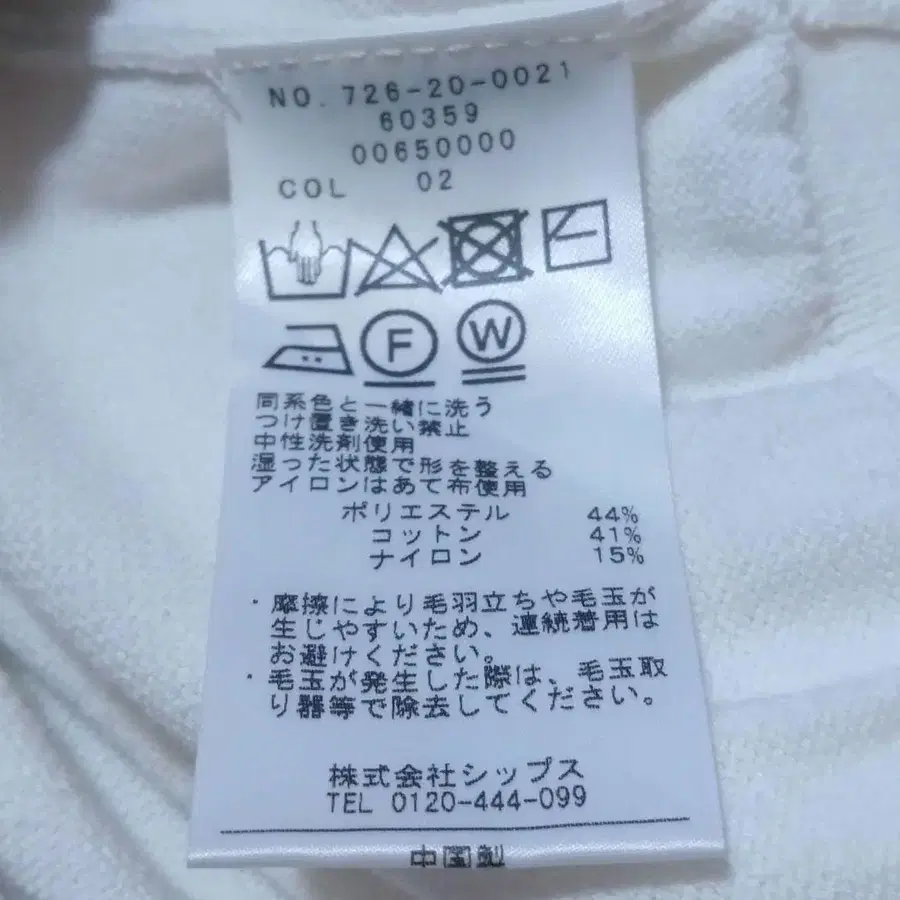 NO. 726-20-0021
60359
00650000
COL 02
F W
同系色と一緒に洗う
つけ置き洗い禁止
中性洗剤使用
湿った状態で形を整える
アイロンはあて布使用
ポリエステル 44%
コットン 41%
ナイロン 15%
・摩擦により毛羽立ちや毛玉が
生じやすいため、連続着用は
お避けください。
・毛玉が発生した際は、毛玉取
り器等で除去してください。
株式会社シップス
TEL 0120-444-099
中国製